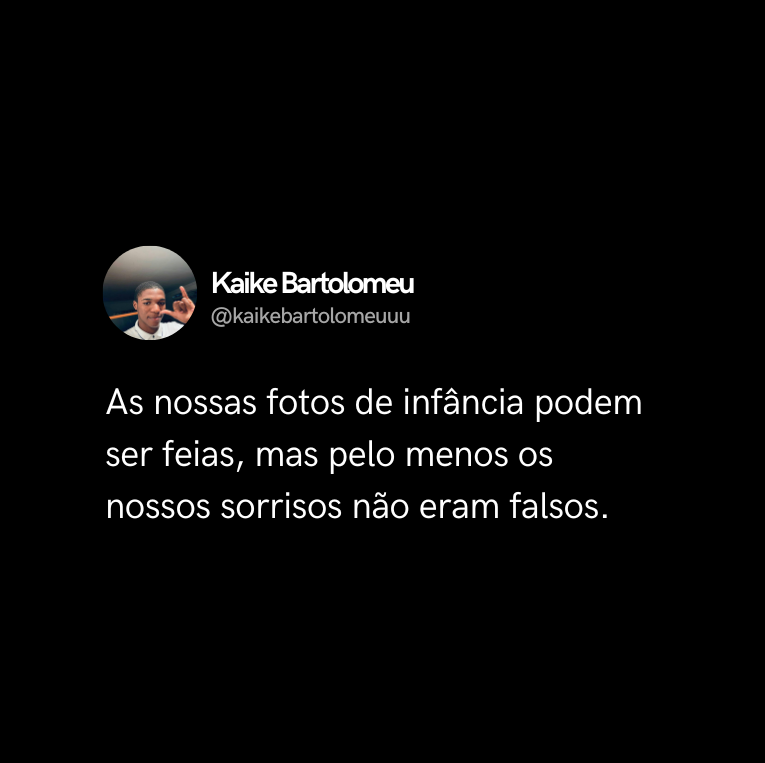 Kaike Bartolomeu
@kaikebartolomeuuu
As nossas fotos de infância podem
ser feias, mas pelo menos os
nossos sorrisos não eram falsos.